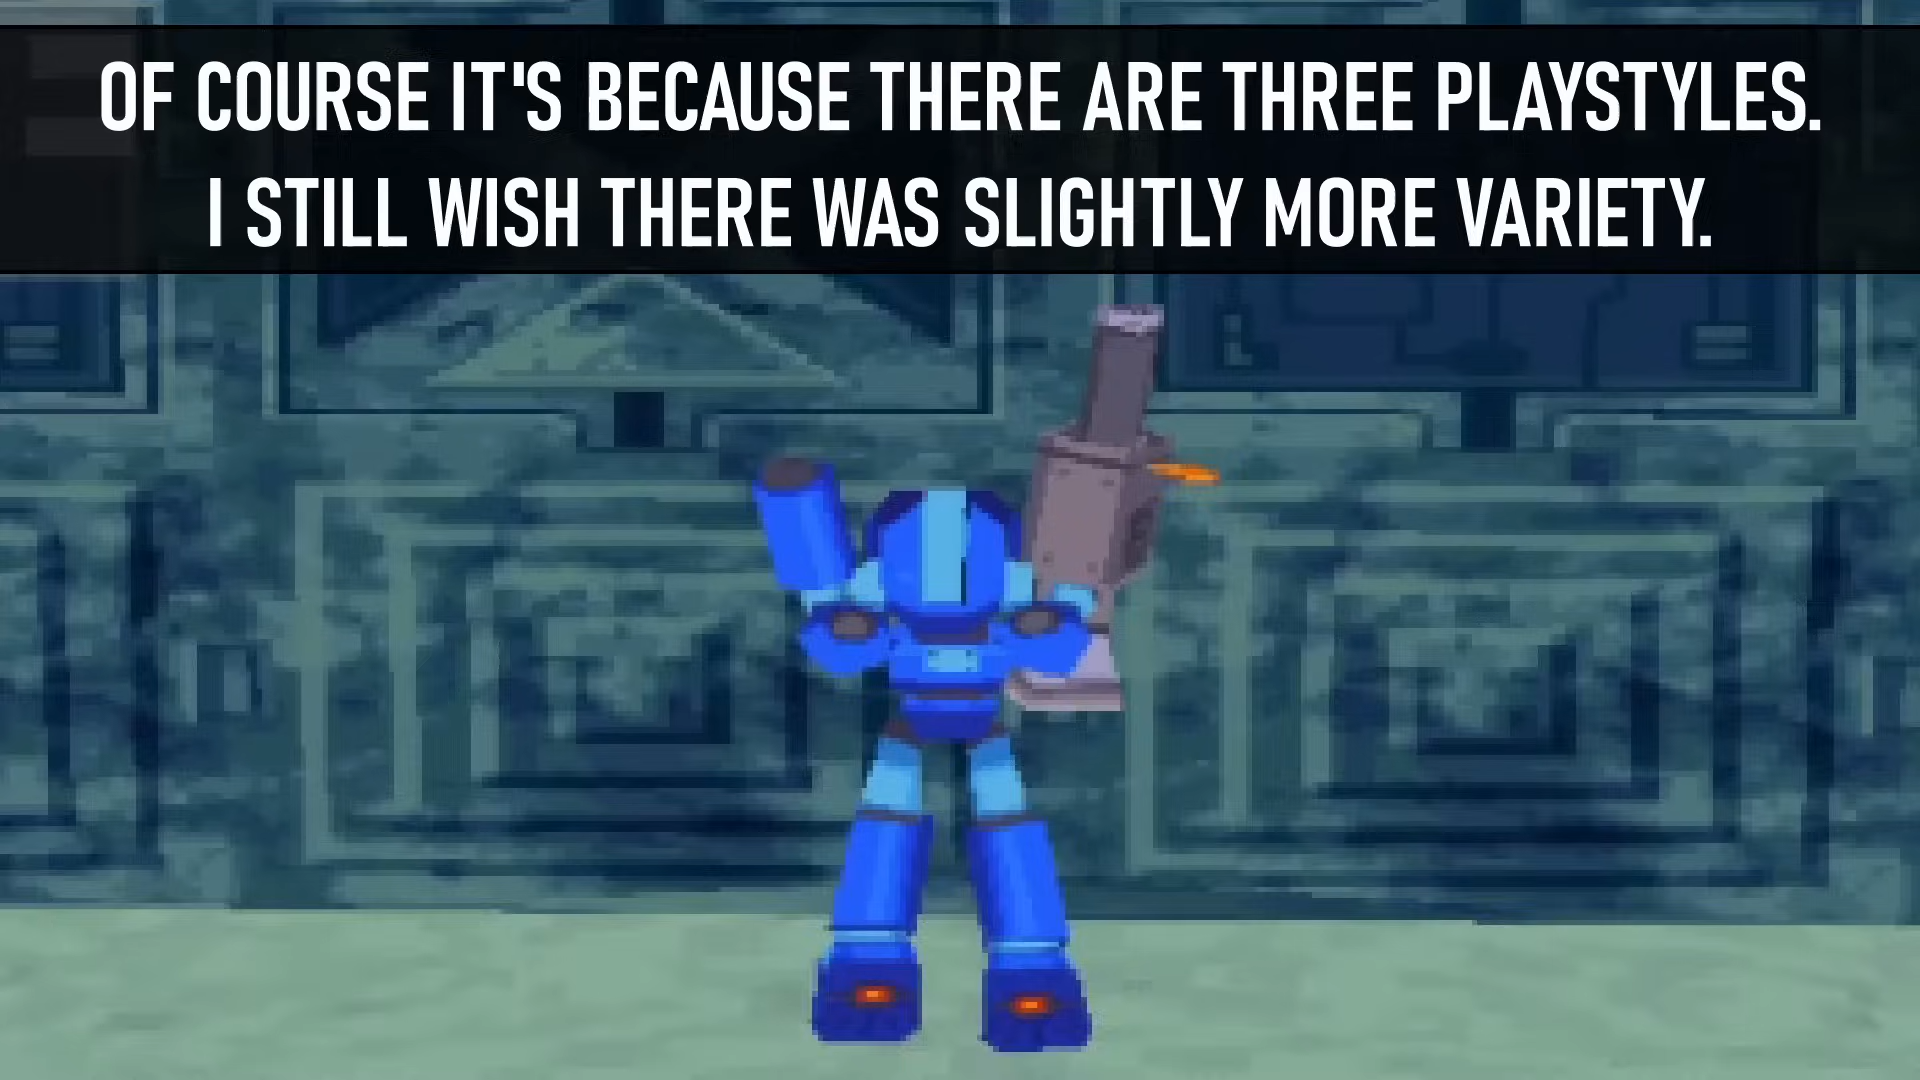 OF COURSE IT'S BECAUSE THERE ARE THREE PLAYSTYLES.
I STILL WISH THERE WAS SLIGHTLY MORE VARIETY.